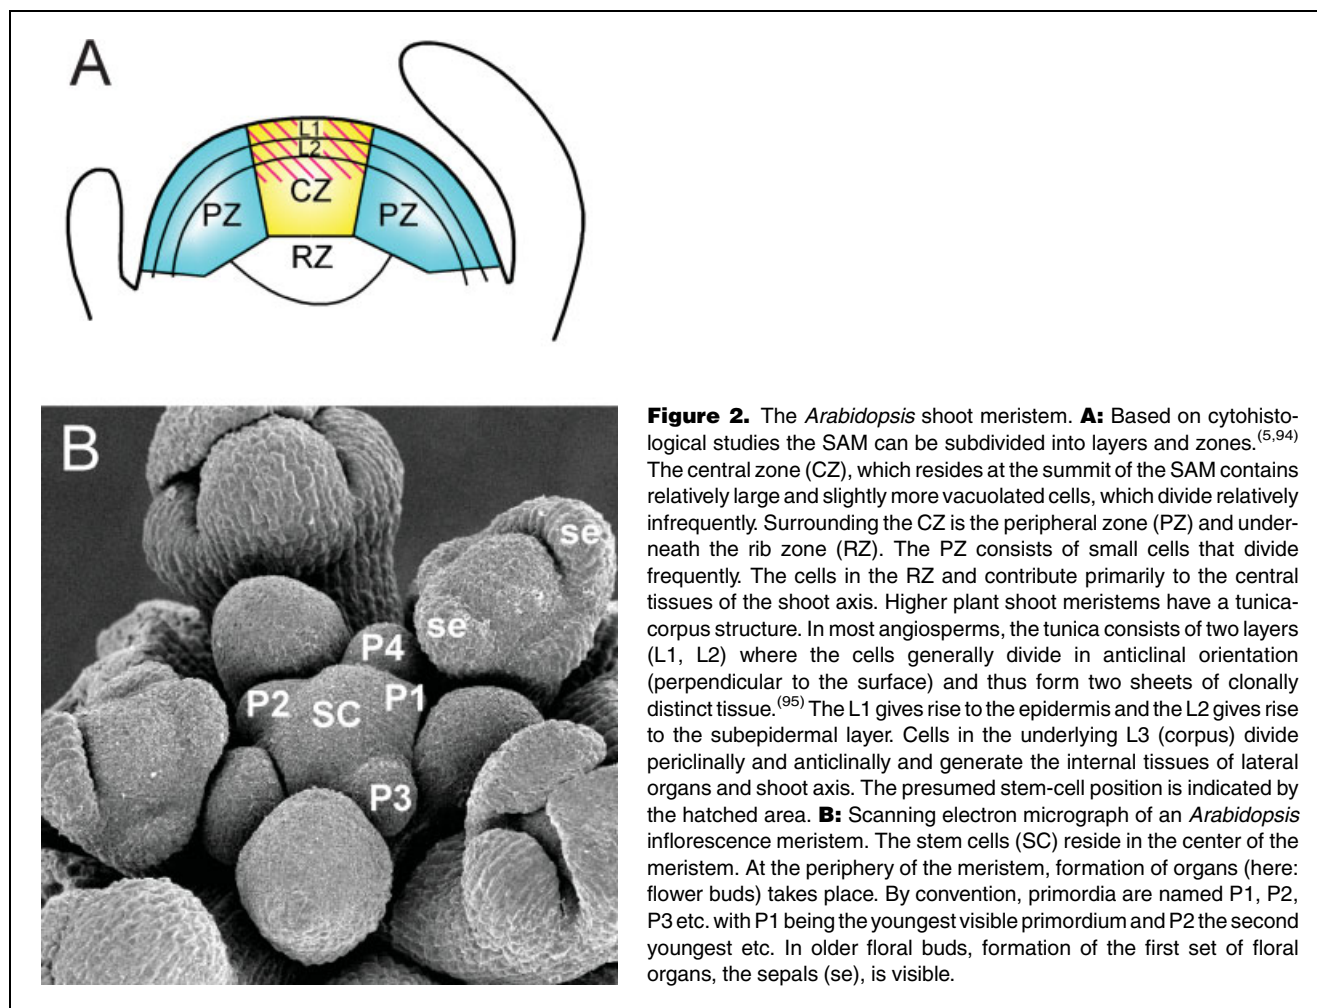 A
L1
L2
CZ
PZ
PZ
RZ
B
se
se
P4
P2
SC
P1
P3
Figure 2. The Arabidopsis shoot meristem. A: Based on cytohisto-
logical studies the SAM can be subdivided into layers and zones.(5,94)
The central zone (CZ), which resides at the summit of the SAM contains
relatively large and slightly more vacuolated cells, which divide relatively
infrequently. Surrounding the CZ is the peripheral zone (PZ) and under-
neath the rib zone (RZ). The PZ consists of small cells that divide
frequently. The cells in the RZ and contribute primarily to the central
tissues of the shoot axis. Higher plant shoot meristems have a tunica-
corpus structure. In most angiosperms, the tunica consists of two layers
(L1, L2) where the cells generally divide in anticlinal orientation
(perpendicular to the surface) and thus form two sheets of clonally
distinct tissue.(95) The L1 gives rise to the epidermis and the L2 gives rise
to the subepidermal layer. Cells in the underlying L3 (corpus) divide
periclinally and anticlinally and generate the internal tissues of lateral
organs and shoot axis. The presumed stem-cell position is indicated by
the hatched area. B: Scanning electron micrograph of an Arabidopsis
inflorescence meristem. The stem cells (SC) reside in the center of the
meristem. At the periphery of the meristem, formation of organs (here:
flower buds) takes place. By convention, primordia are named P1, P2,
P3 etc. with P1 being the youngest visible primordium and P2 the second
youngest etc. In older floral buds, formation of the first set of floral
organs, the sepals (se), is visible.